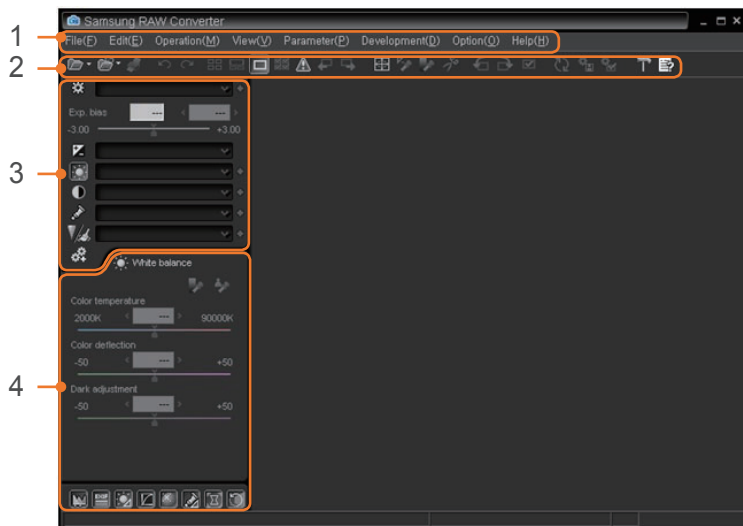 Samsung RAW Converter
1
File(F) Edit(E) Operation(M) View(V) Parameter(P) Development(D) Option(O) Help(H)
2
Exp. bias --- ---
-3.00 +3.00
3
White balance
Color temperature
2000K --- 90000K
Color deflection
-50 --- +50
4
Dark adjustment
-50 --- +50
EXIF